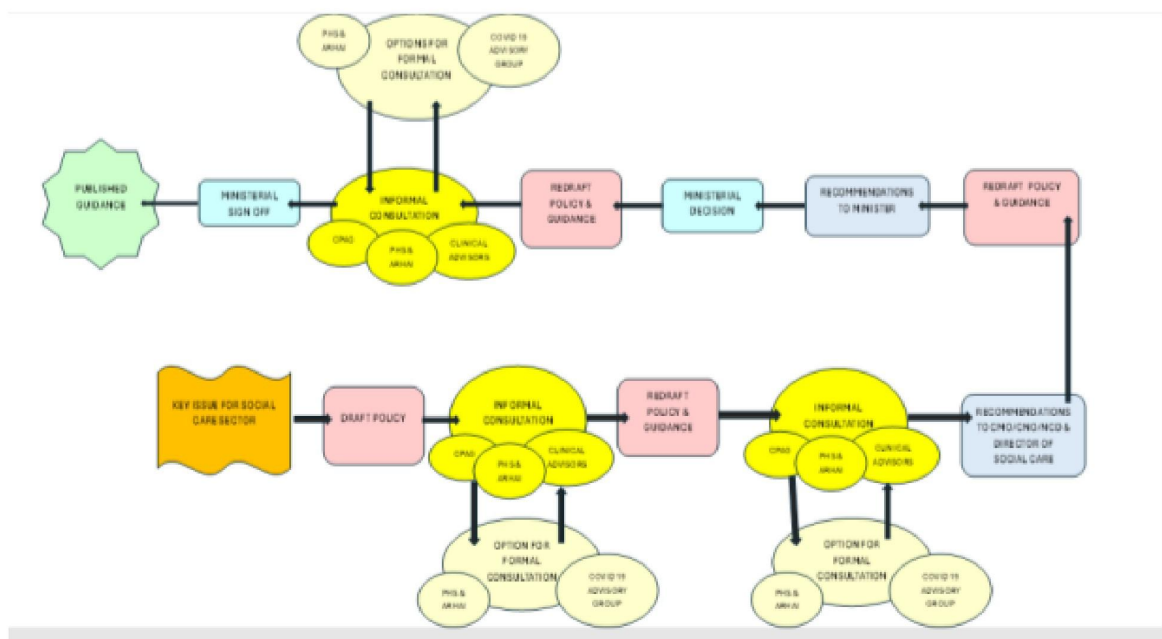 PHS &
ARHAI
OPTIONS FOR
FORMAL
CONSULTATION
COVID 19
ADVISORY
GROUP
PUBLISHED
GUIDANCE
MINISTERIAL
SIGN OFF
INFORMAL
CONSULTATION
CPAG
PHS &
ARHAI
CLINICAL
ADVISORS
REDRAFT
POLICY &
GUIDANCE
MINISTERIAL
DECISION
RECOMMENDATIONS
TO MINISTER
REDRAFT POLICY
& GUIDANCE
KEY ISSUE FOR SOCIAL
CARE SECTOR
DRAFT POLICY
INFORMAL
CONSULTATION
CPAG
PHS &
ARHAI
CLINICAL
ADVISORS
REDRAFT
POLICY &
GUIDANCE
INFORMAL
CONSULTATION
CPAG
PHS &
ARHAI
CLINICAL
ADVISORS
RECOMMENDATIONS
TO CMO/CNO/NCD &
DIRECTOR OF
SOCIAL CARE
OPTION FOR
FORMAL
CONSULTATION
PHS &
ARHAI
COVID 19
ADVISORY
GROUP
OPTION FOR
FORMAL
CONSULTATION
PHS &
ARHAI
COVID 19
ADVISORY
GROUP